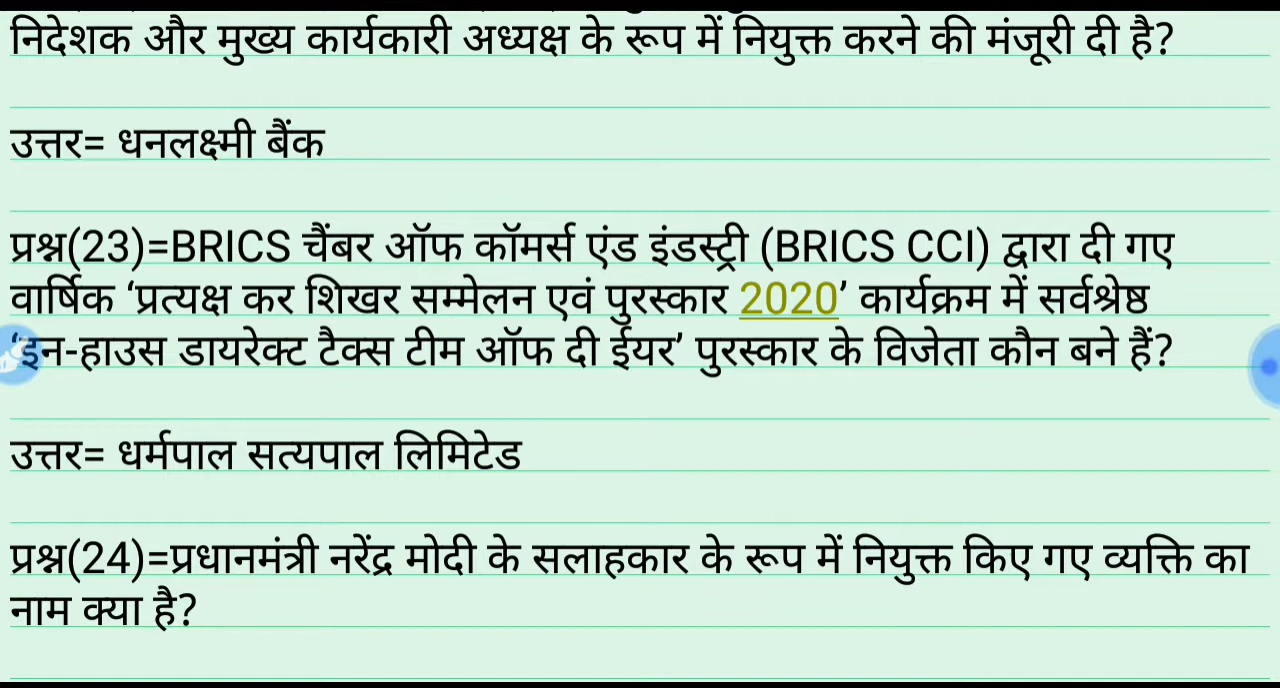 निदेशक और मुख्य कार्यकारी अध्यक्ष के रूप में नियुक्त करने की मंजूरी दी है?
उत्तर= धनलक्ष्मी बैंक
प्रश्न(23)=BRICS चैंबर ऑफ कॉमर्स एंड इंडस्ट्री (BRICS CCI) द्वारा दी गए
वार्षिक ‘प्रत्यक्ष कर शिखर सम्मेलन एवं पुरस्कार 2020’ कार्यक्रम में सर्वश्रेष्ठ
‘इन-हाउस डायरेक्ट टैक्स टीम ऑफ दी ईयर’ पुरस्कार के विजेता कौन बने हैं?
उत्तर= धर्मपाल सत्यपाल लिमिटेड
प्रश्न(24)=प्रधानमंत्री नरेंद्र मोदी के सलाहकार के रूप में नियुक्त किए गए व्यक्ति का
नाम क्या है?